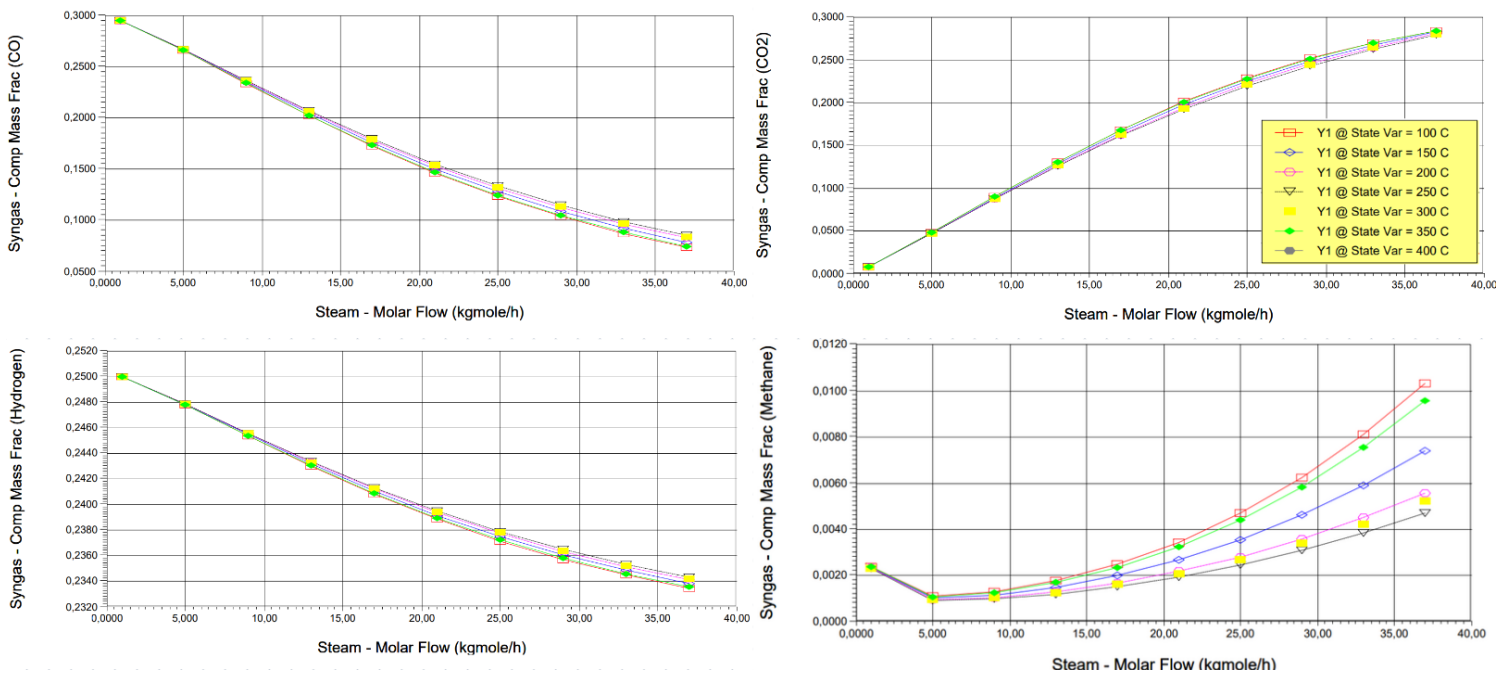 Syngas - Comp Mass Frac (CO)
0,3000
0,2500
0,2000
0,1500
0,1000
0,0500
0,0000 5,000 10,00 15,00 20,00 25,00 30,00 35,00 40,00
Steam - Molar Flow (kgmole/h)
Syngas - Comp Mass Frac (CO2)
0,3000
0,2500
0,2000
0,1500
0,1000
0,0500
0,0000
0,0000 5,000 10,00 15,00 20,00 25,00 30,00 35,00 40,00
Steam - Molar Flow (kgmole/h)
Y1 @ State Var = 100 C
Y1 @ State Var = 150 C
Y1 @ State Var = 200 C
Y1 @ State Var = 250 C
Y1 @ State Var = 300 C
Y1 @ State Var = 350 C
Y1 @ State Var = 400 C
Syngas - Comp Mass Frac (Hydrogen)
0,2520
0,2500
0,2480
0,2460
0,2440
0,2420
0,2400
0,2380
0,2360
0,2340
0,2320
0,0000 5,000 10,00 15,00 20,00 25,00 30,00 35,00 40,00
Steam - Molar Flow (kgmole/h)
Syngas - Comp Mass Frac (Methane)
0,0120
0,0100
0,0080
0,0060
0,0040
0,0020
0,0000
0,0000 5,000 10,00 15,00 20,00 25,00 30,00 35,00 40,00
Steam - Molar Flow (kgmole/h)